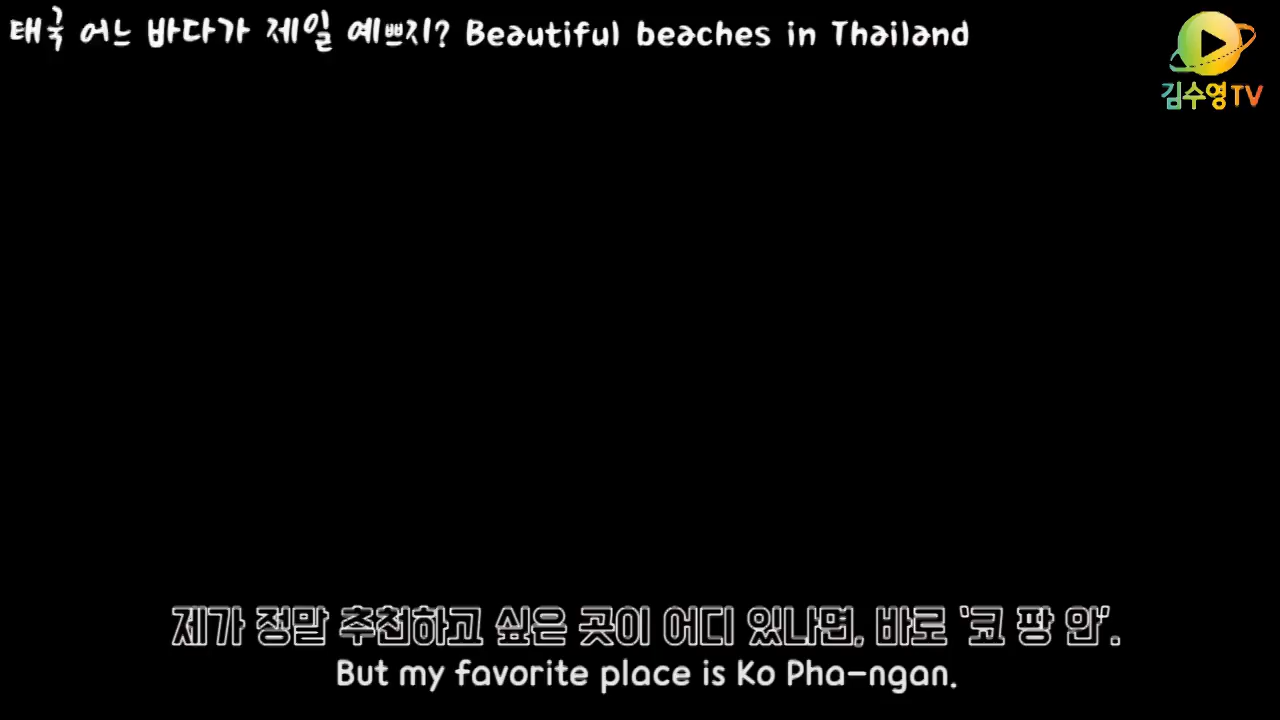 태국 어느 바다가 제일 예쁘지? Beautiful beaches in Thailand
김수영TV
제가 정말 추천하고 싶은 곳이 어디 있냐면, 바로 '코 팡 안'.
But my favorite place is Ko Pha-ngan.